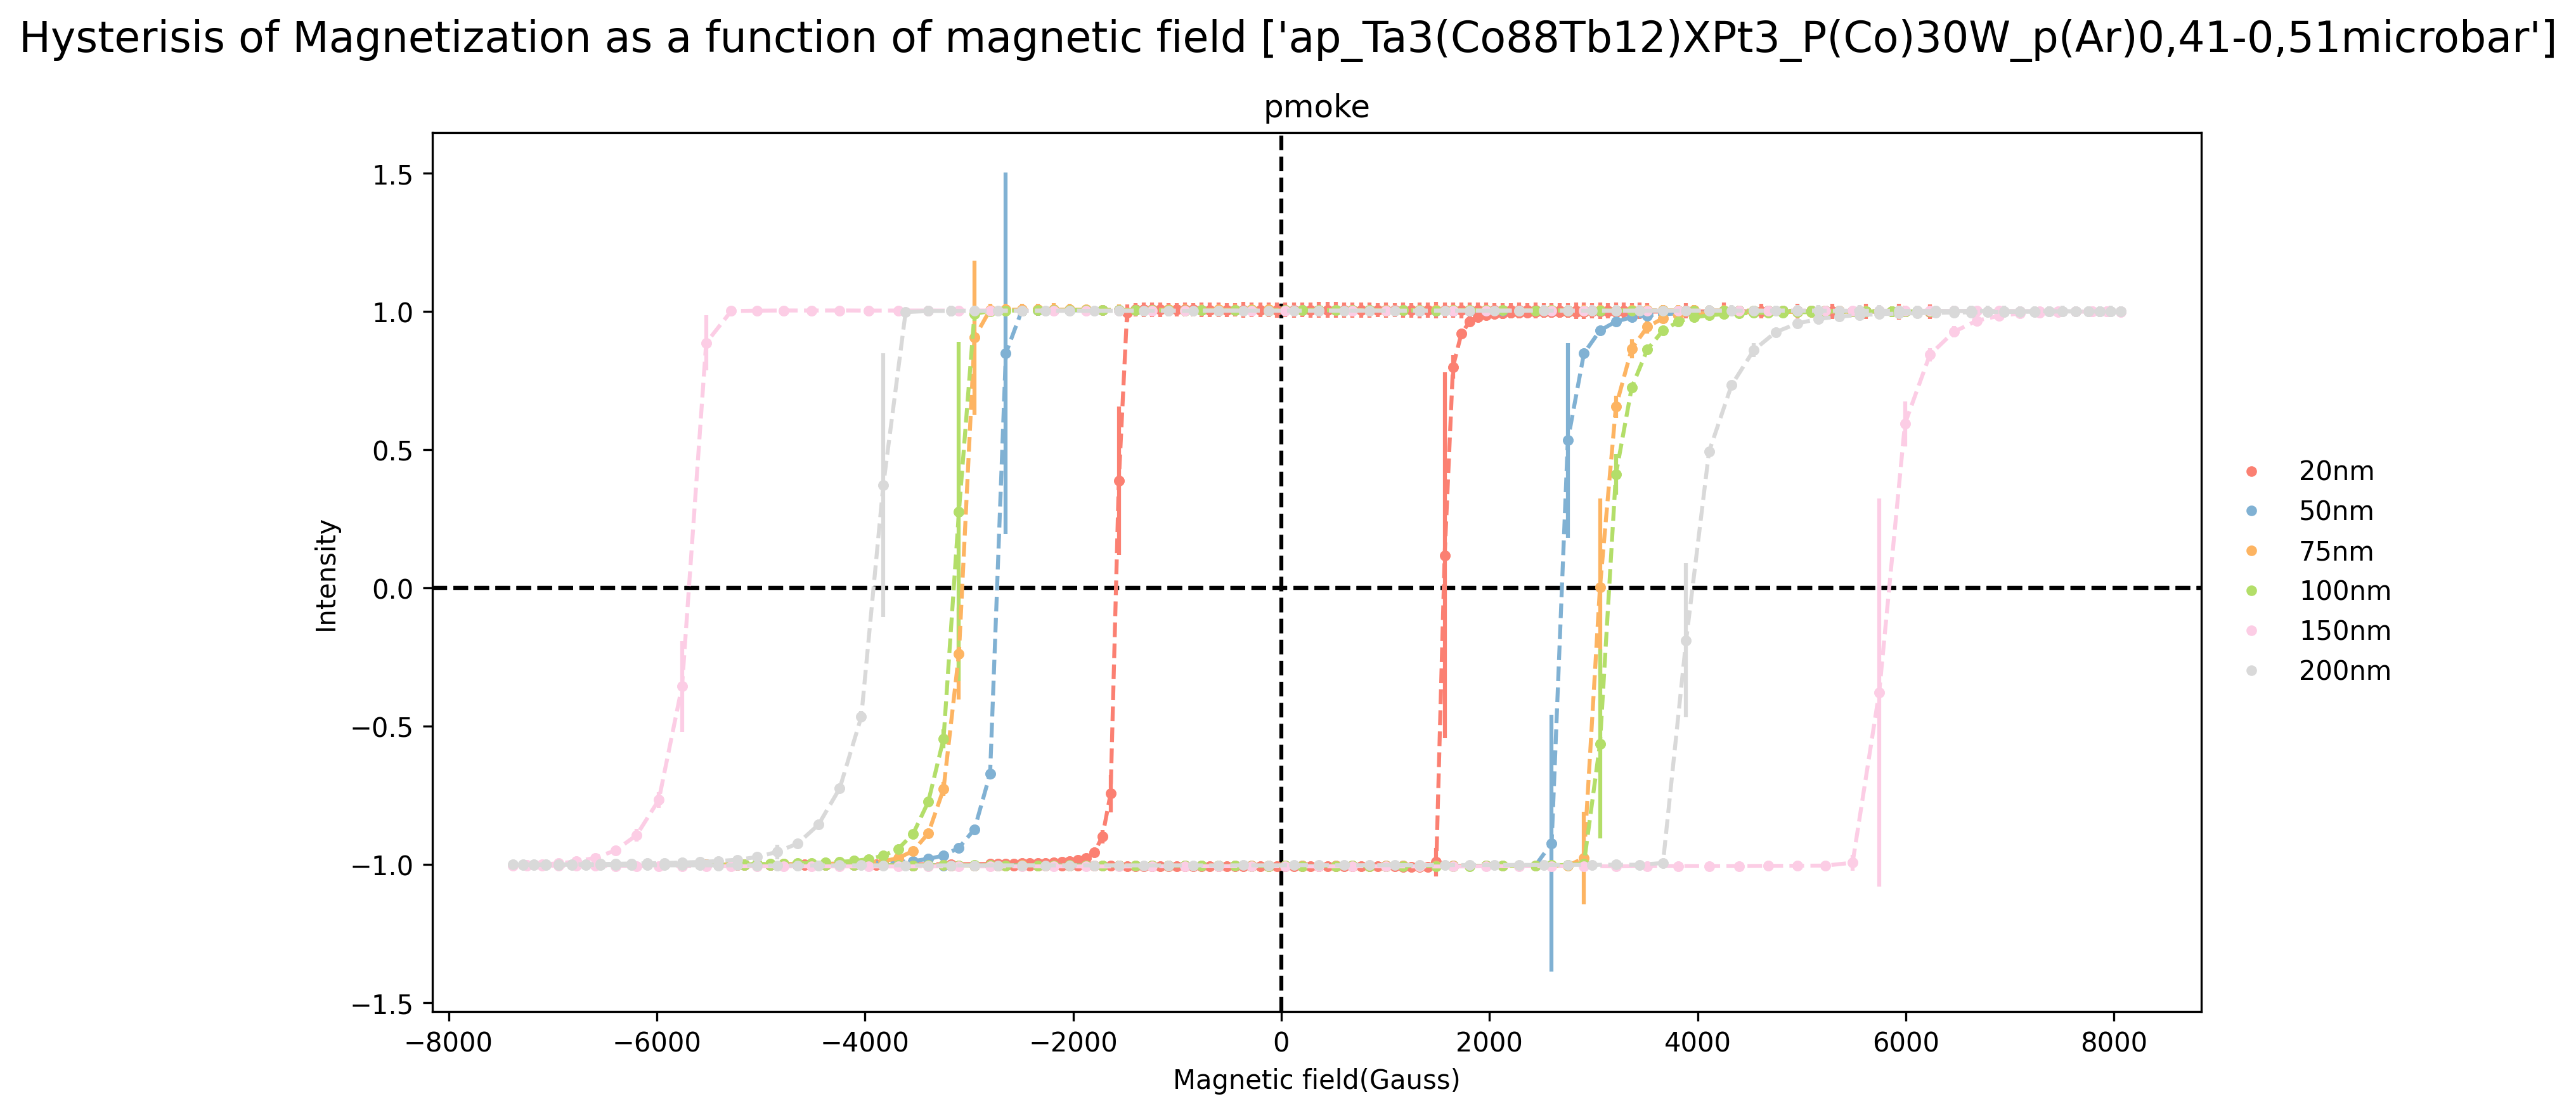 Hysterisis of Magnetization as a function of magnetic field ['ap_Ta3(Co88Tb12)XPt3_P(Co)30W_p(Ar)0,41-0,51microbar']
pmoke
1.5
1.0
0.5
0.0
−0.5
−1.0
−1.5
Intensity
−8000 −6000 −4000 −2000 0 2000 4000 6000 8000
Magnetic field(Gauss)
20nm
50nm
75nm
100nm
150nm
200nm